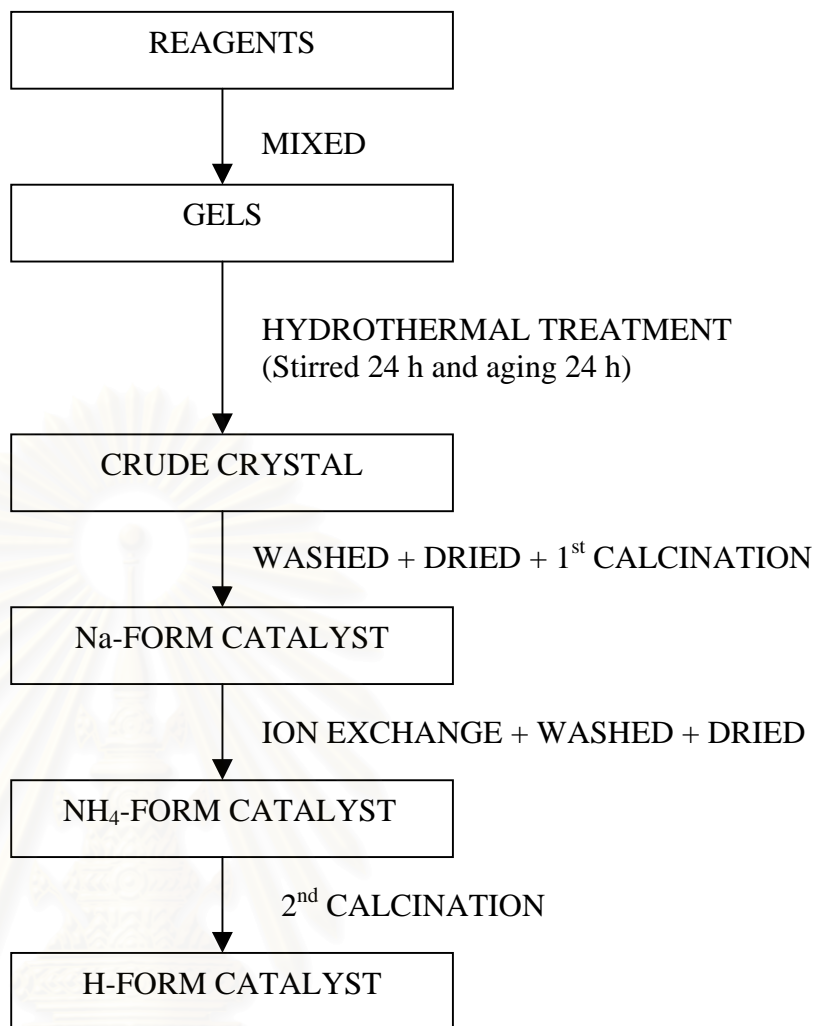 REAGENTS
MIXED
GELS
HYDROTHERMAL TREATMENT
(Stirred 24 h and aging 24 h)
CRUDE CRYSTAL
WASHED + DRIED + 1st CALCINATION
Na-FORM CATALYST
ION EXCHANGE + WASHED + DRIED
NH₄-FORM CATALYST
2nd CALCINATION
H-FORM CATALYST